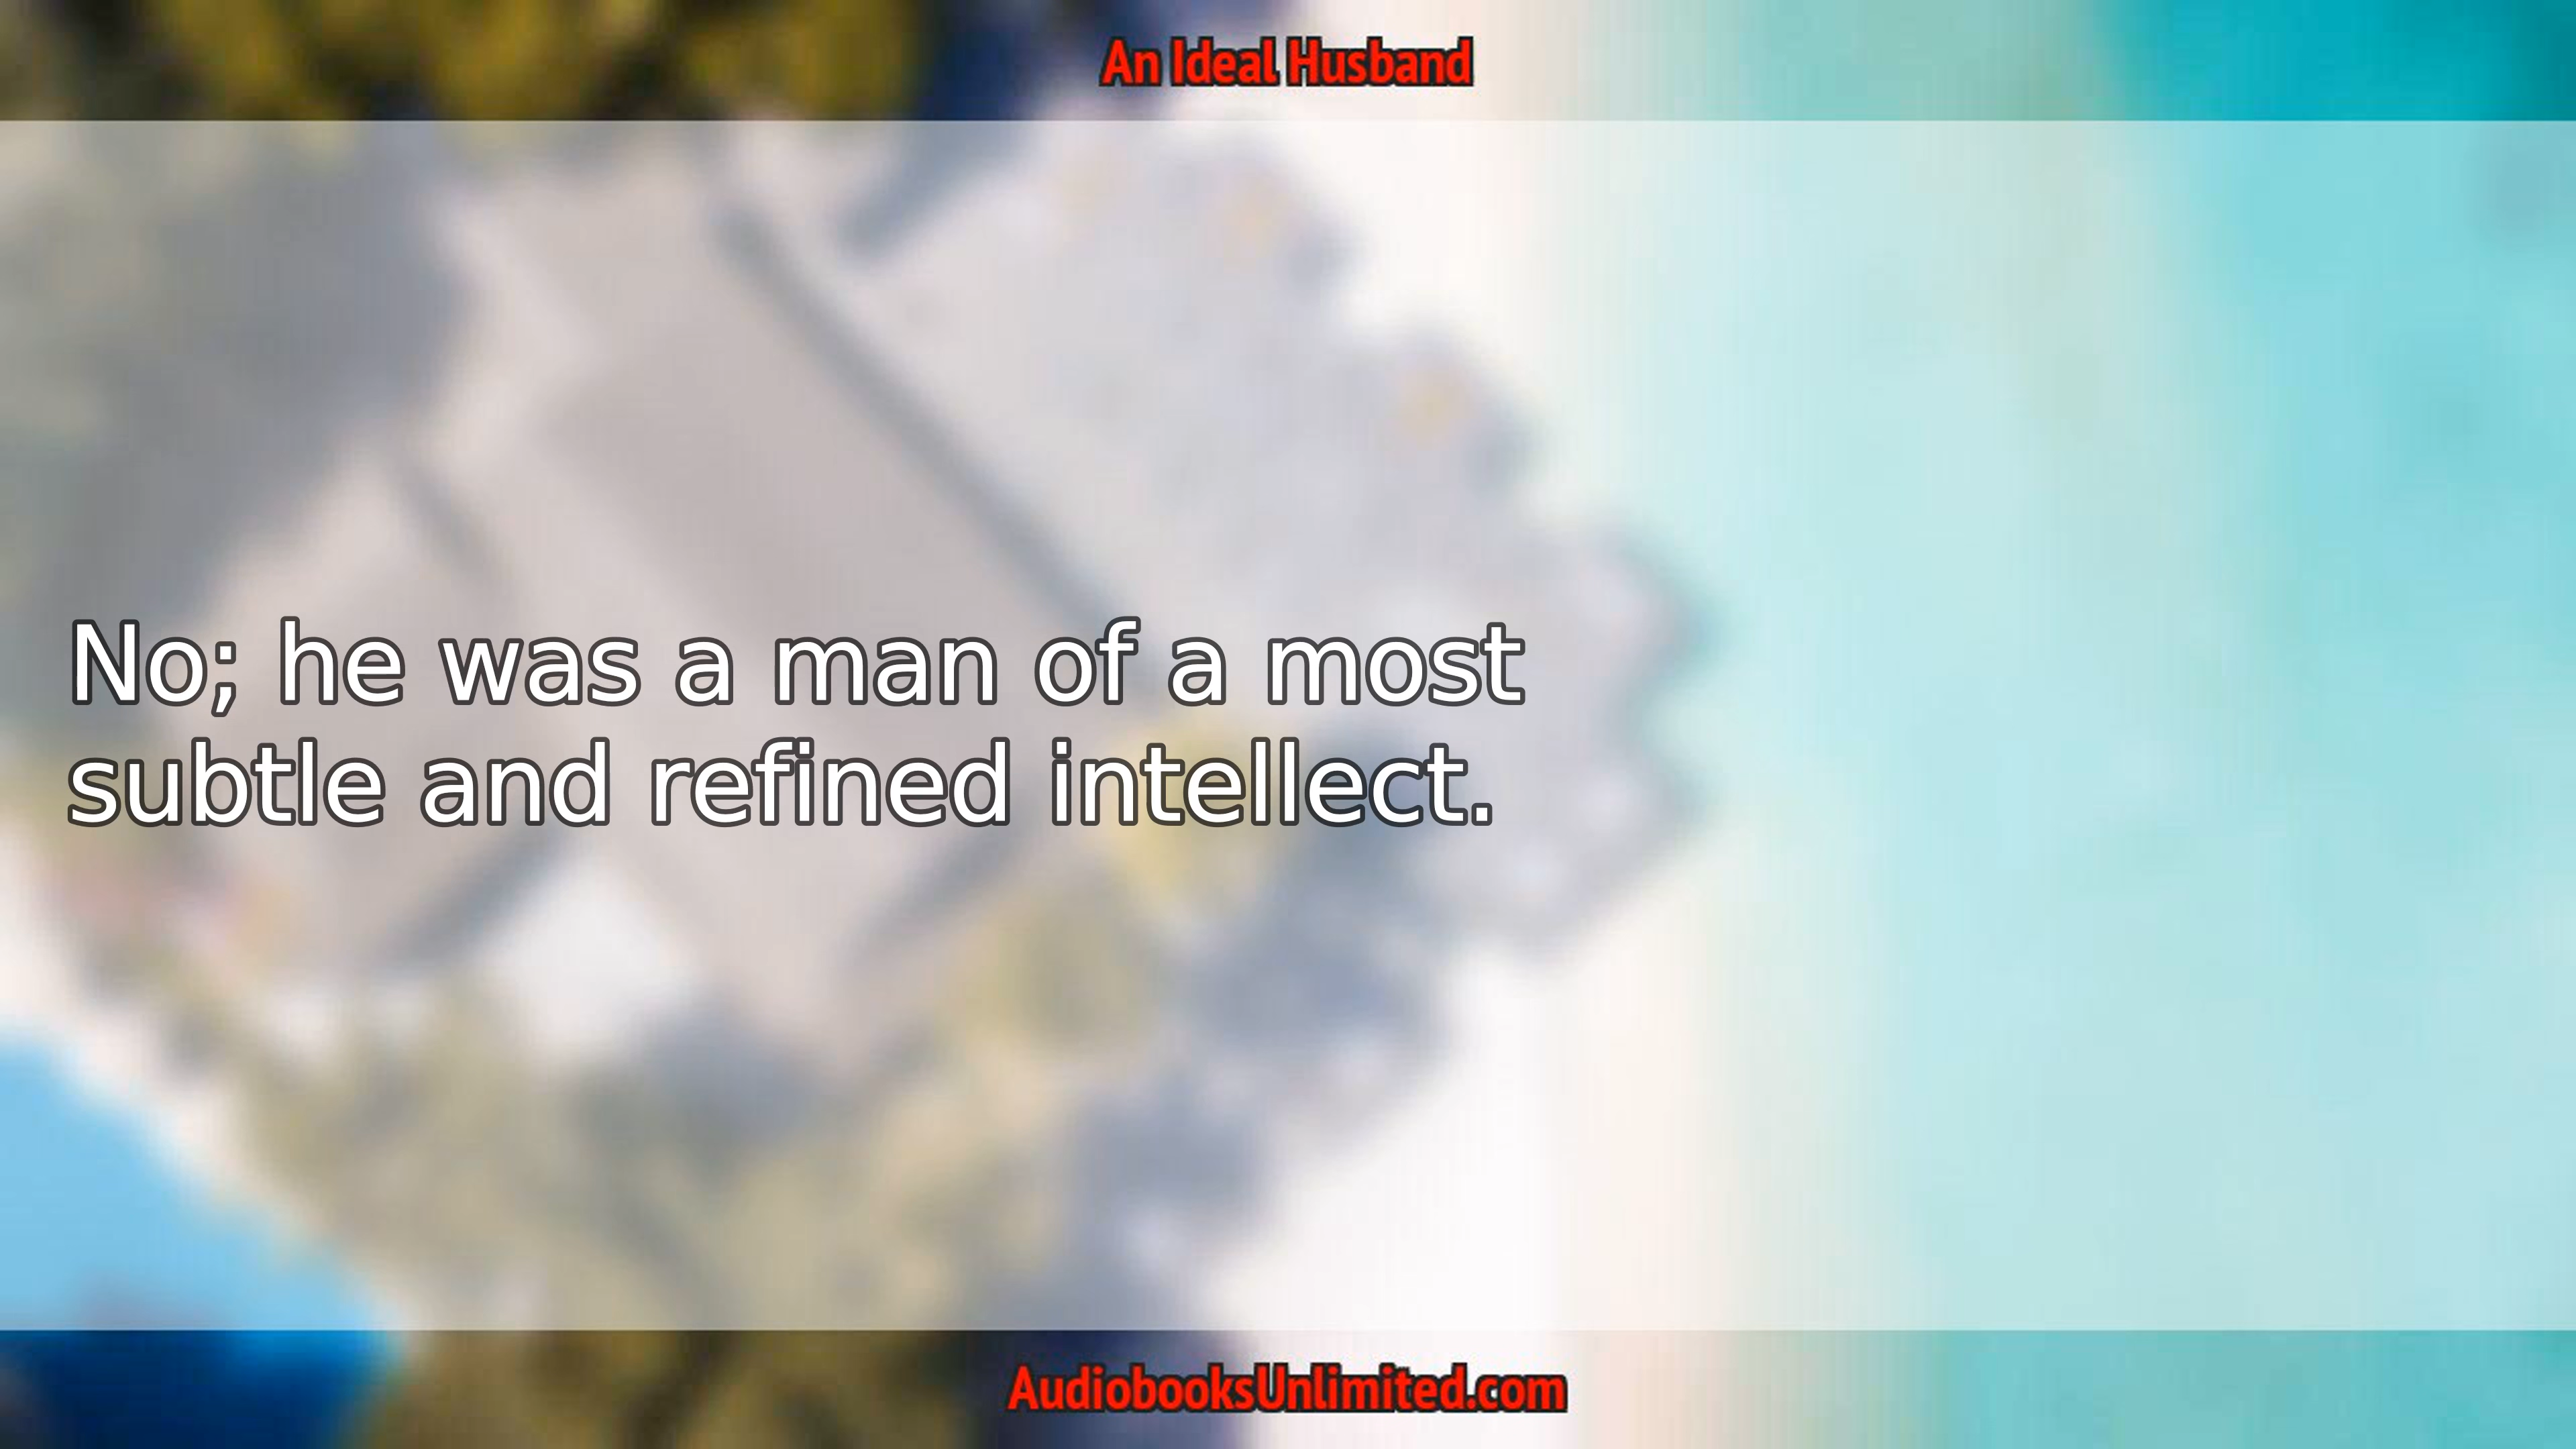 An Ideal Husband
No; he was a man of a most
subtle and refined intellect.
AudiobooksUnlimited.com